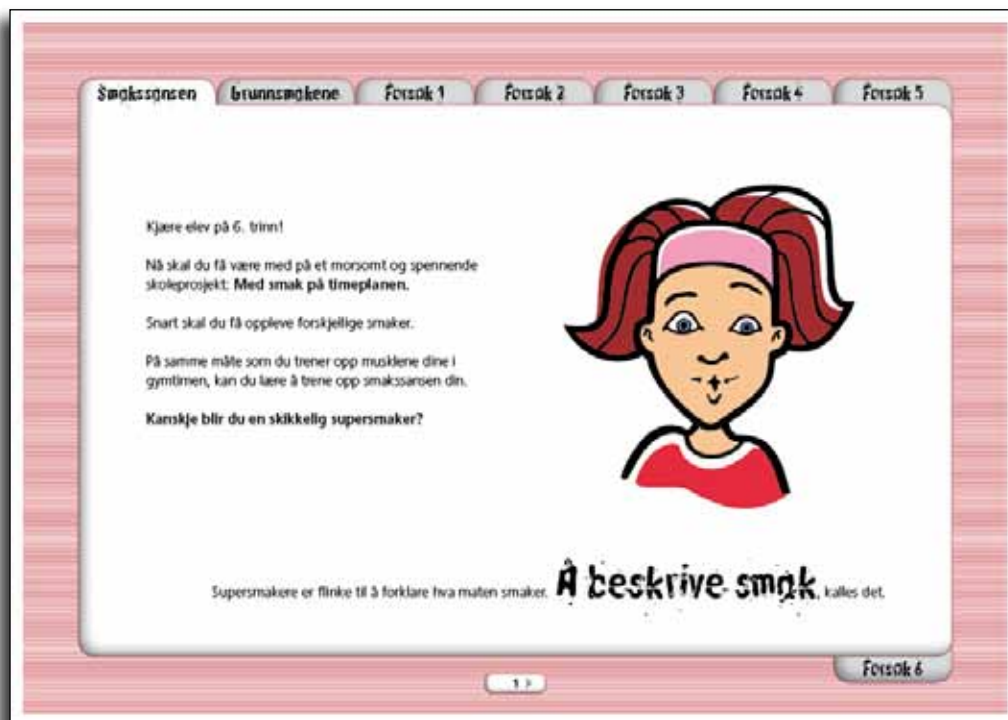 Smakssansen Grunnsmakene Forsøk 1 Forsøk 2 Forsøk 3 Forsøk 4 Forsøk 5
Kjære elev på 6. trinn!
Nå skal du få være med på et morsomt og spennende
skoleprosjekt: Med smak på timeplanen.
Snart skal du få oppleve forskjellige smaker.
På samme måte som du trener opp musklene dine i
gymtimen, kan du lære å trene opp smakssansen din.
Kanskje blir du en skikkelig supersmaker?
Supersmakere er flinke til å forklare hva maten smaker. Å beskrive smak, kalles det.
Forsøk 6
1 >